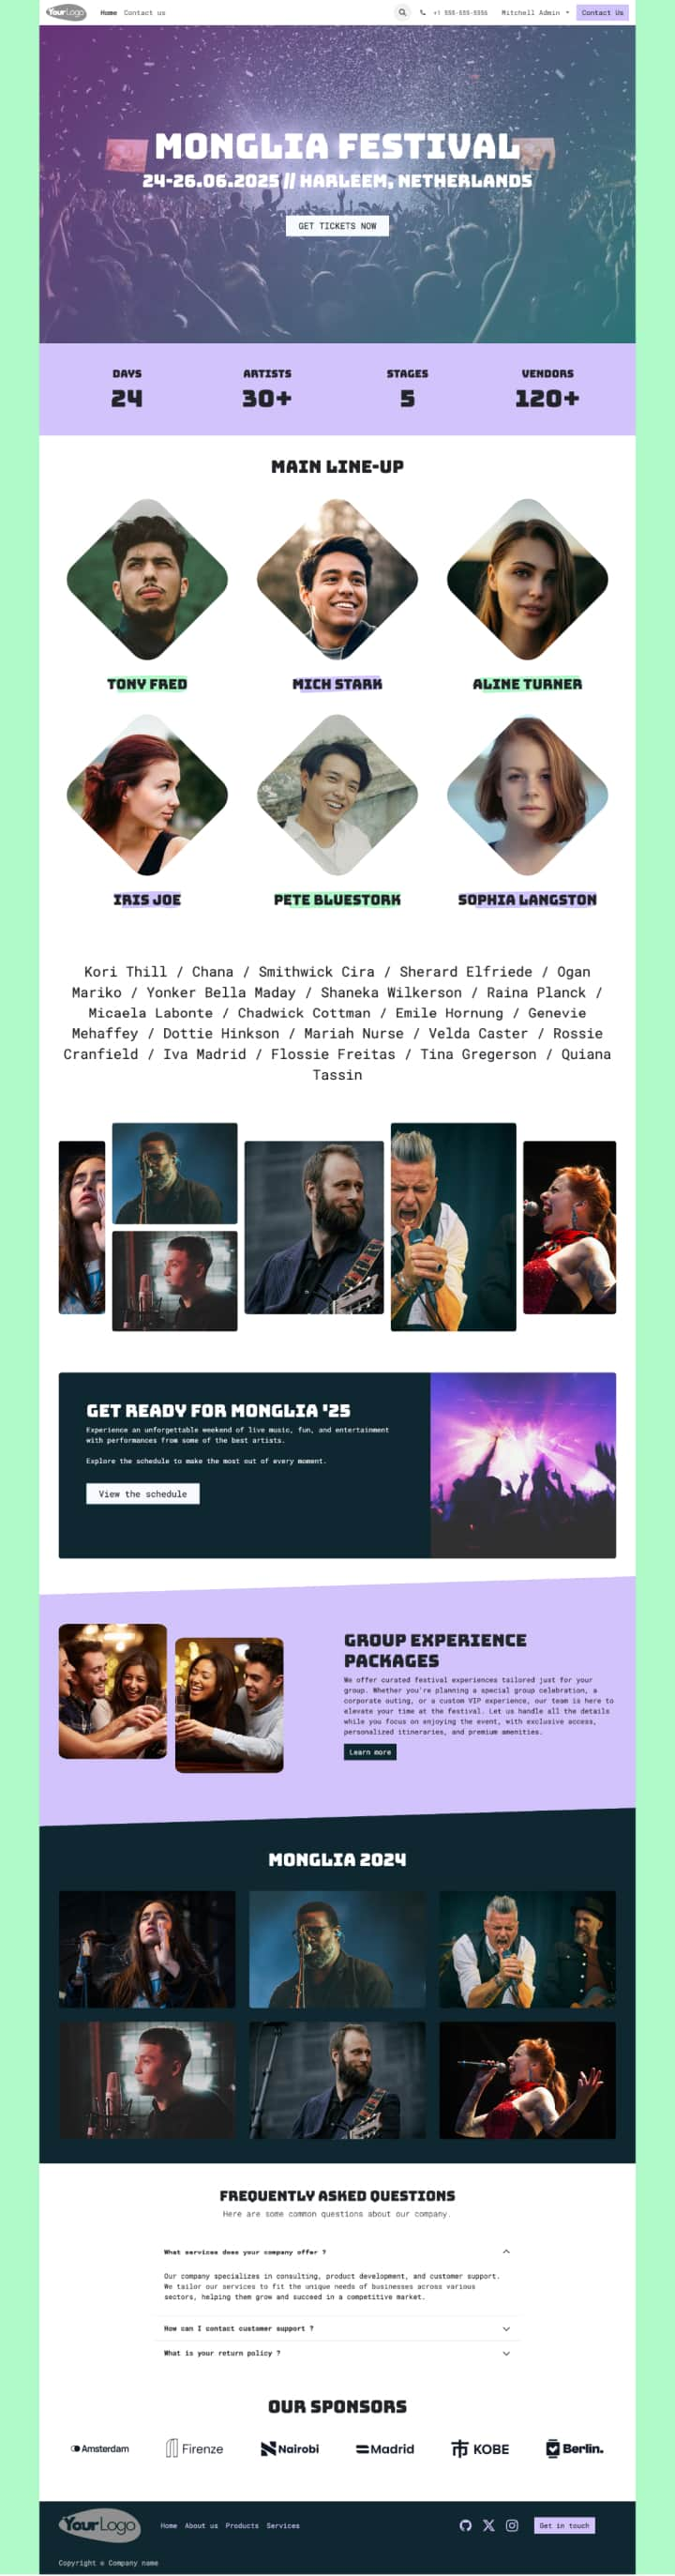 YourLogo Home Contact us +1 555-555-5556 Mitchell Admin Contact Us
MONGLIA FESTIVAL
24-26.06.2025 // HARLEEM, NETHERLANDS
GET TICKETS NOW
DAYS ARTISTS STAGES VENDORS
24 30+ 5 120+
MAIN LINE-UP
TONY FRED MICH STARK ALINE TURNER
IRIS JOE PETE BLUESTORK SOPHIA LANGSTON
Kori Thill / Chana / Smithwick Cira / Sherard Elfriede / Ogan
Mariko / Yonker Bella Maday / Shaneka Wilkerson / Raina Planck /
Micaela Labonte / Chadwick Cottman / Emile Hornung / Genevie
Mehaffey / Dottie Hinkson / Mariah Nurse / Velda Caster / Rossie
Cranfield / Iva Madrid / Flossie Freitas / Tina Gregerson / Quiana
Tassin
GET READY FOR MONGLIA '25
Experience an unforgettable weekend of live music, fun, and entertainment
with performances from some of the best artists.
Explore the schedule to make the most out of every moment.
View the schedule
GROUP EXPERIENCE
PACKAGES
We offer curated festival experiences tailored just for your
group. Whether you're planning a special group celebration, a
corporate outing, or a custom VIP experience, our team is here to
elevate your time at the festival. Let us handle all the details
while you focus on enjoying the event, with exclusive access,
personalized itineraries, and premium amenities.
Learn more
MONGLIA 2024
FREQUENTLY ASKED QUESTIONS
Here are some common questions about our company.
What services does your company offer ?
Our company specializes in consulting, product development, and customer support.
We tailor our services to fit the unique needs of businesses across various
sectors, helping them grow and succeed in a competitive market.
How can I contact customer support ?
What is your return policy ?
OUR SPONSORS
Amsterdam Firenze Nairobi Madrid KOBE Berlin.
YourLogo Home About us Products Services Get in touch
Copyright © Company name